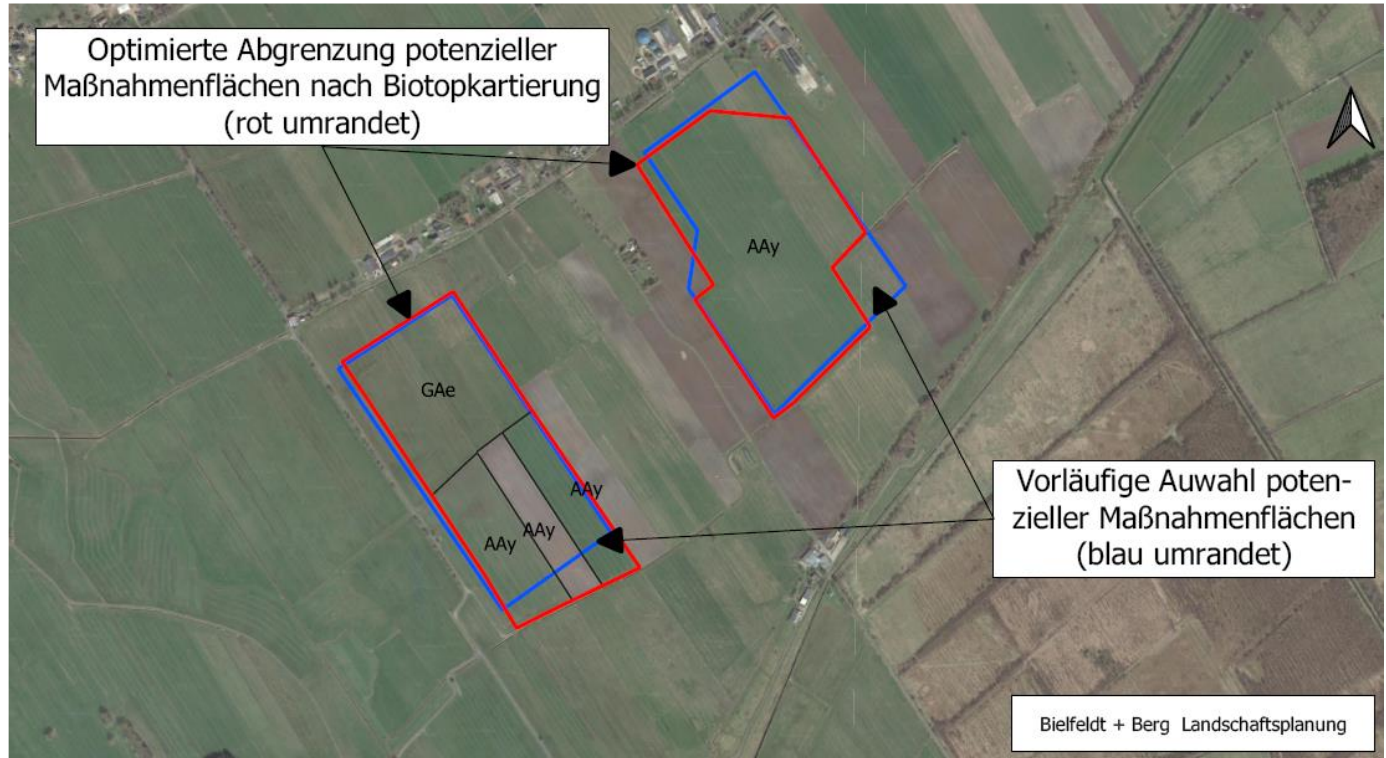 Optimierte Abgrenzung potenzieller
Maßnahmenflächen nach Biotopkartierung
(rot umrandet)
AAy
GAe
AAy
AAy
AAy
Vorläufige Auwahl poten-
zieller Maßnahmenflächen
(blau umrandet)
Bielfeldt + Berg Landschaftsplanung